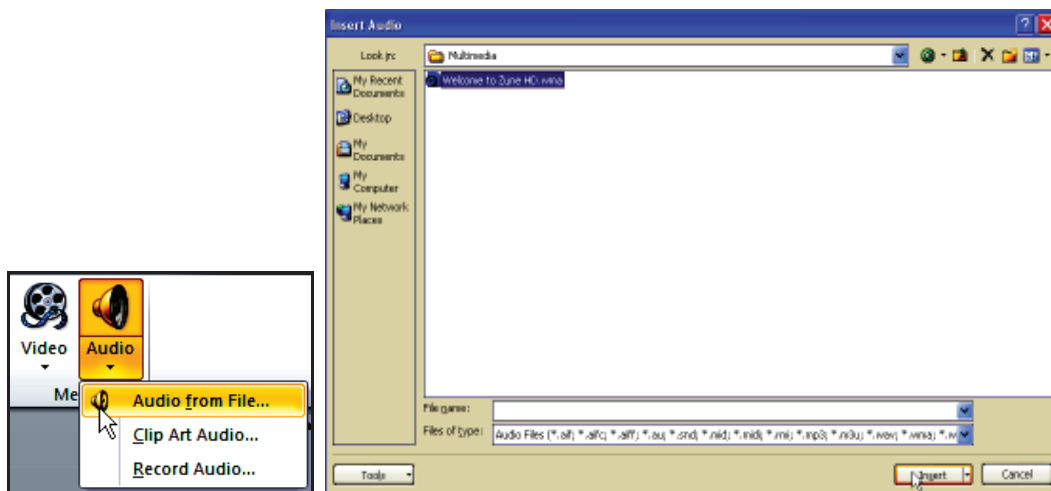 Video
Audio
Me
Audio from File...
Clip Art Audio...
Record Audio...
Insert Audio
Look in:
Multimedia
My Recent
Documents
Desktop
My
Documents
My
Computer
My Network
Places
Welcome to Zune HD.wma
File name:
Files of type:
Audio Files (*.aif; *.aifc; *.aiff; *.au; *.snd; *.mid; *.midi; *.rmi; *.mp3; *.m3u; *.wav; *.wma; *.w
Tools
Insert
Cancel